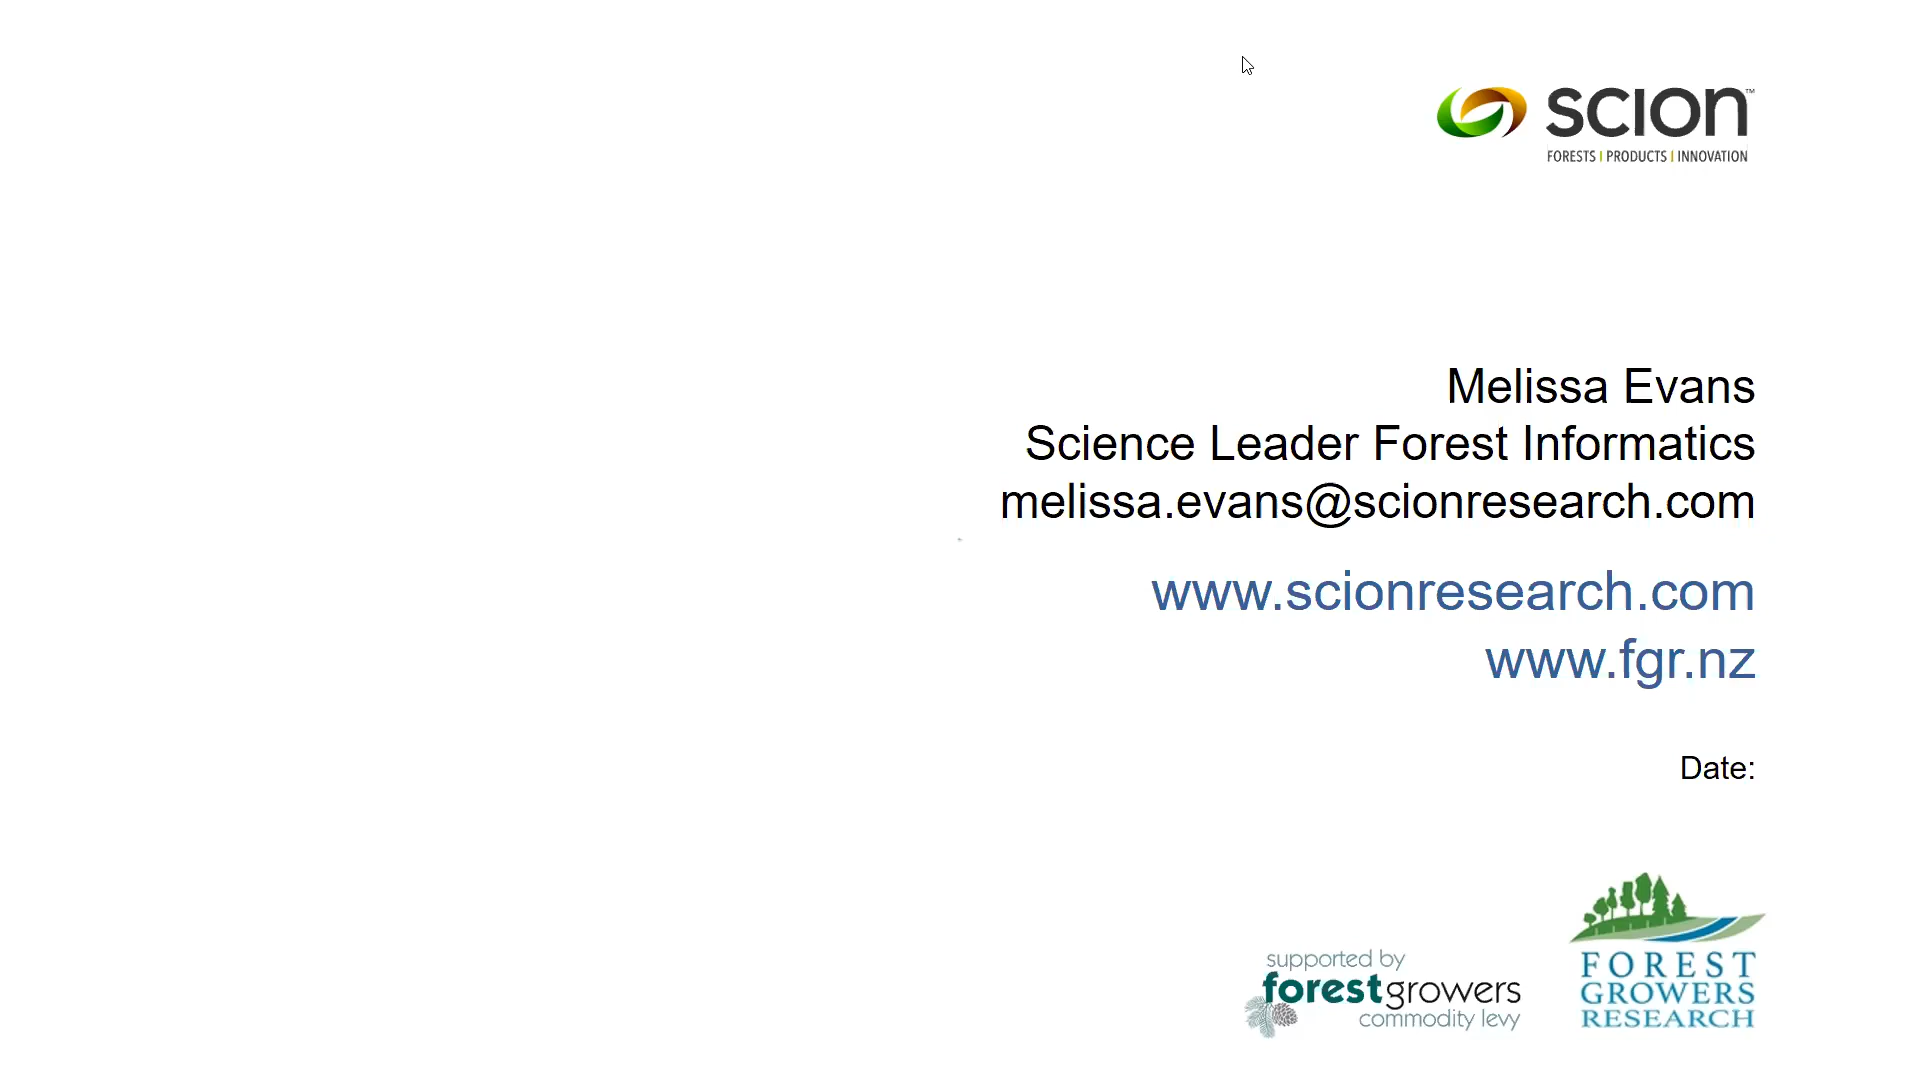 scion™
FORESTS | PRODUCTS | INNOVATION
Melissa Evans
Science Leader Forest Informatics
melissa.evans@scionresearch.com
www.scionresearch.com
www.fgr.nz
Date:
supported by
forestgrowers
commodity levy
FOREST
GROWERS
RESEARCH